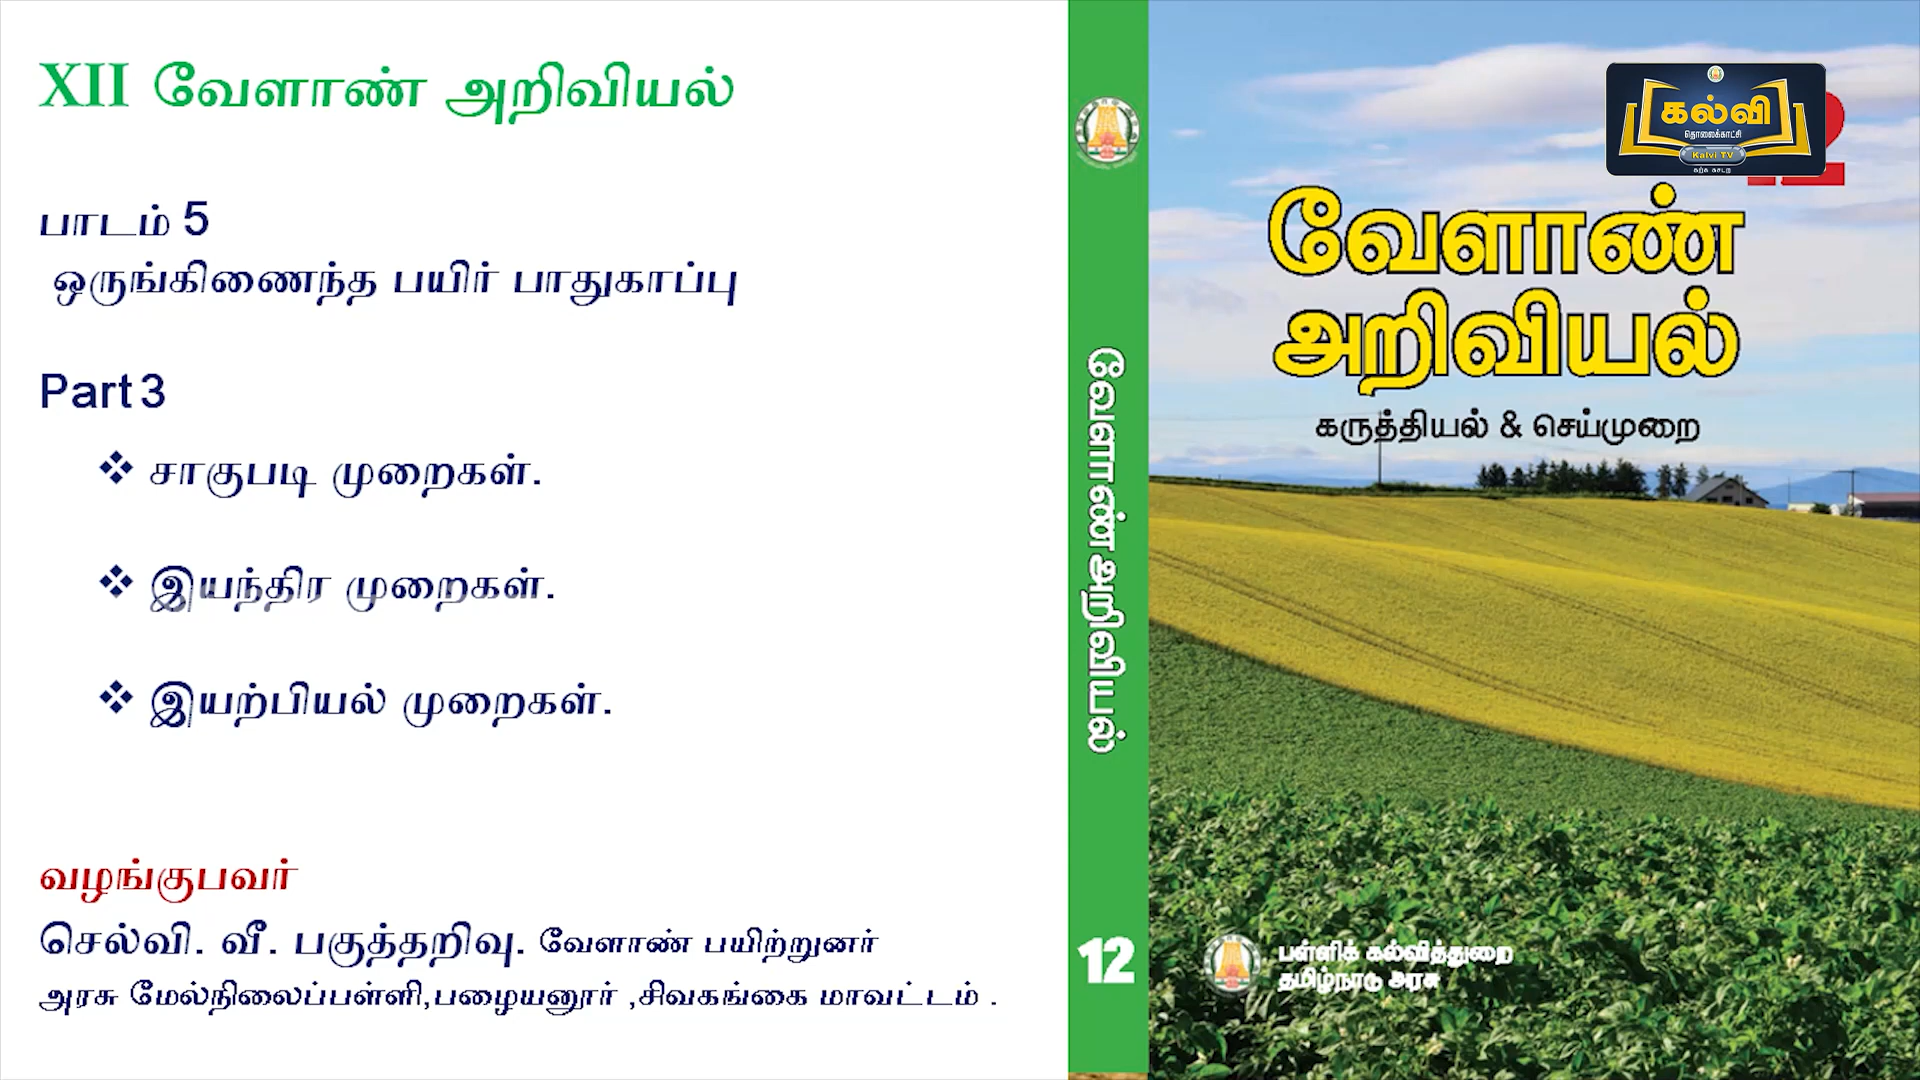 XII வேளாண் அறிவியல்
பாடம் 5
ஒருங்கிணைந்த பயிர் பாதுகாப்பு
Part 3
❖ சாகுபடி முறைகள்.
❖ இயந்திர முறைகள்.
❖ இயற்பியல் முறைகள்.
வழங்குபவர்
செல்வி. வீ. பகுத்தறிவு. வேளாண் பயிற்றுனர்
அரசு மேல்நிலைப்பள்ளி,பழையனூர் ,சிவகங்கை மாவட்டம் .
வேளாண் அறிவியல்
12
கல்வி
தொலைக்காட்சி
Kalvi TV
கற்க கசடற
வேளாண்
அறிவியல்
கருத்தியல் & செய்முறை
பள்ளிக் கல்வித்துறை
தமிழ்நாடு அரசு